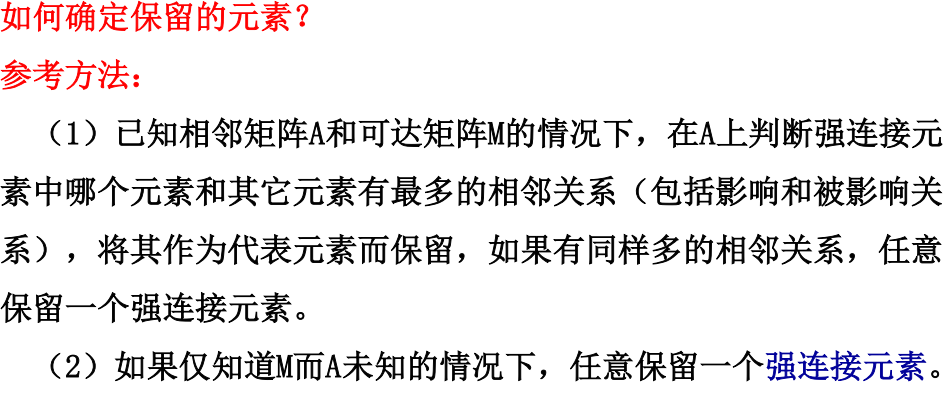 如何确定保留的元素？
参考方法：
（1）已知相邻矩阵A和可达矩阵M的情况下，在A上判断强连接元
素中哪个元素和其它元素有最多的相邻关系（包括影响和被影响关
系），将其作为代表元素而保留，如果有同样多的相邻关系，任意
保留一个强连接元素。
（2）如果仅知道M而A未知的情况下，任意保留一个强连接元素。